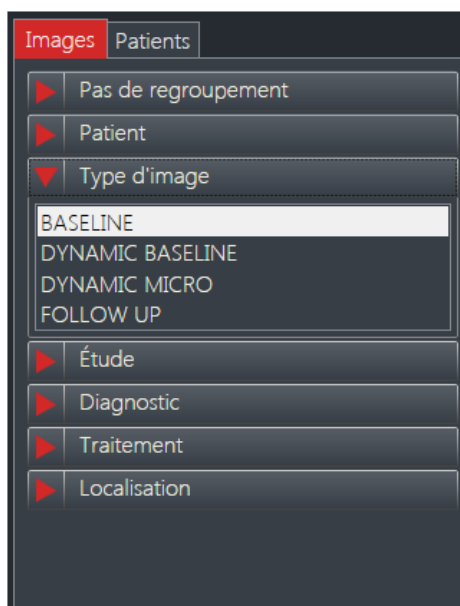 Images Patients
Pas de regroupement
Patient
Type d'image
BASELINE
DYNAMIC BASELINE
DYNAMIC MICRO
FOLLOW UP
Étude
Diagnostic
Traitement
Localisation